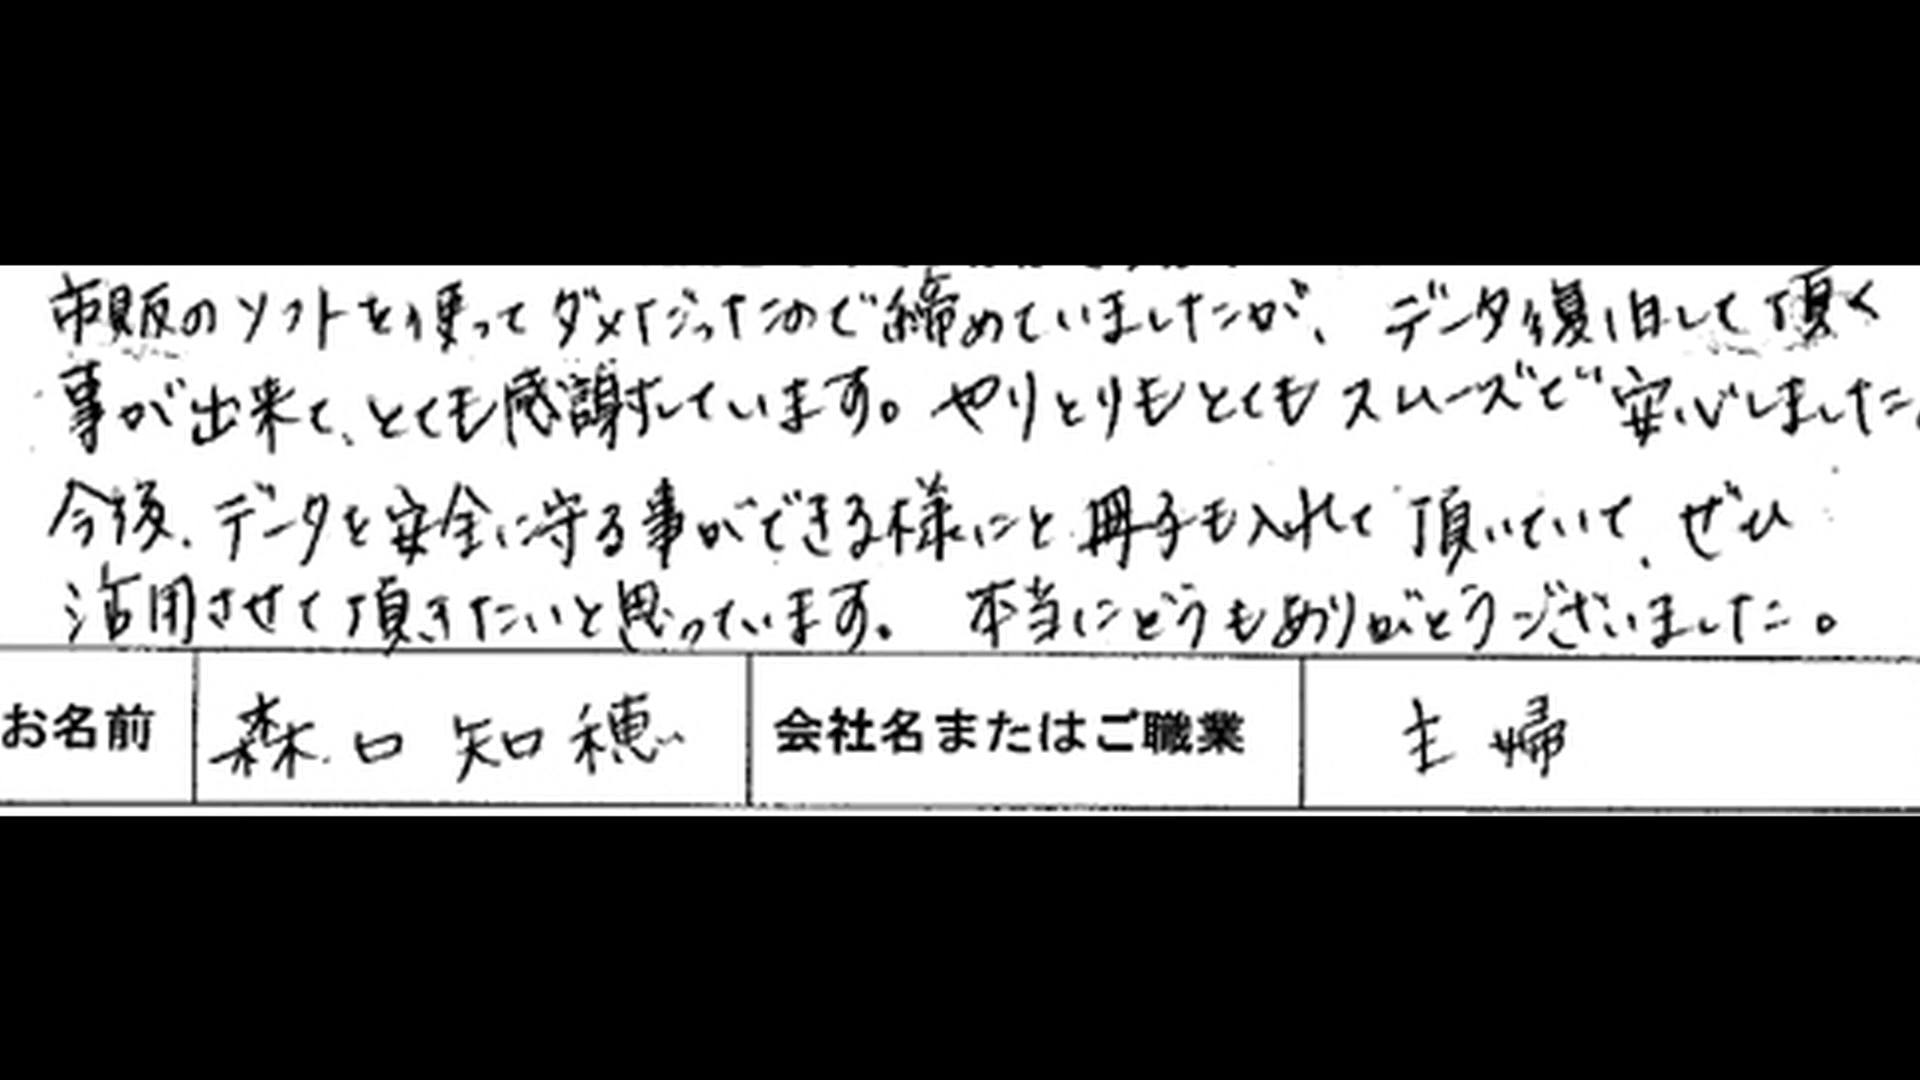 市販のソフトを使ってダメだったので締めていましたが、データ復旧して頂く
事が出来て、とても感謝しています。やりとりもとてもスムーズで安心しました。
今後、データを安全に守る事ができる様にと冊子も入れて頂いていて、ぜひ
活用させて頂きたいと思っています。本当にどうもありがとうございました。
お名前 森口 知穂 会社名またはご職業 主婦